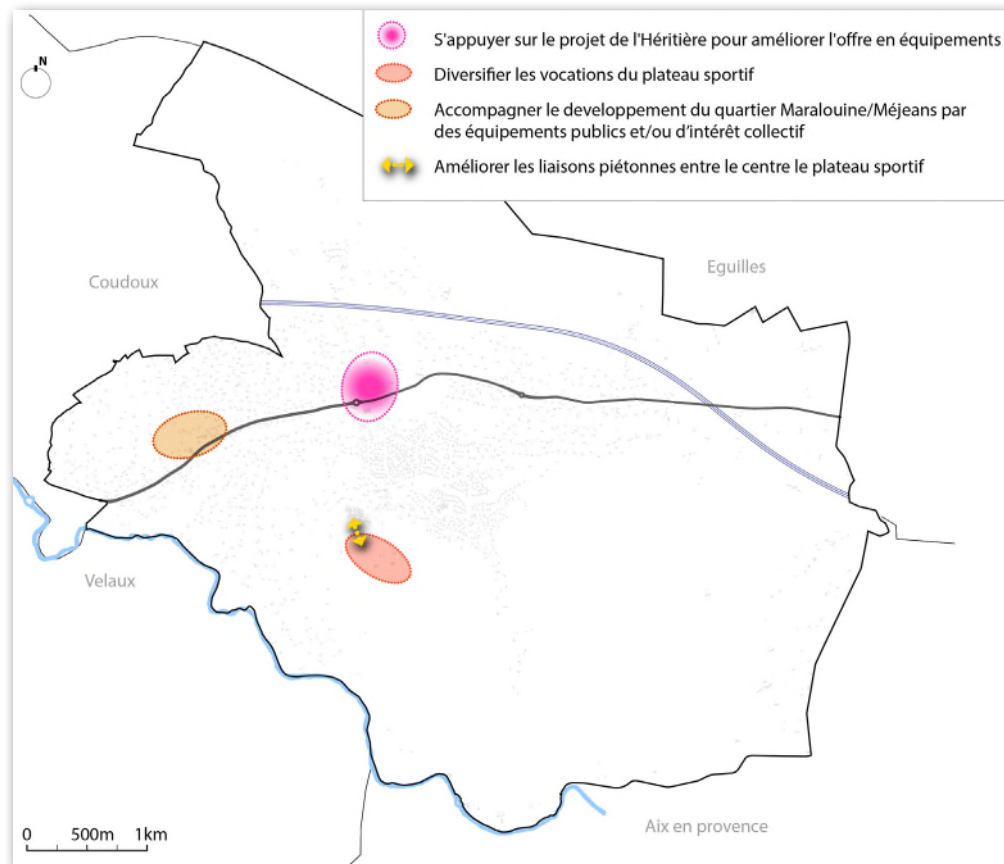 N
S'appuyer sur le projet de l'Héritière pour améliorer l'offre en équipements
Diversifier les vocations du plateau sportif
Accompagner le developpement du quartier Maralouine/Méjeans par
des équipements publics et/ou d'intérêt collectif
Améliorer les liaisons piétonnes entre le centre le plateau sportif
Eguilles
Coudoux
Velaux
Aix en provence
0 500m 1km